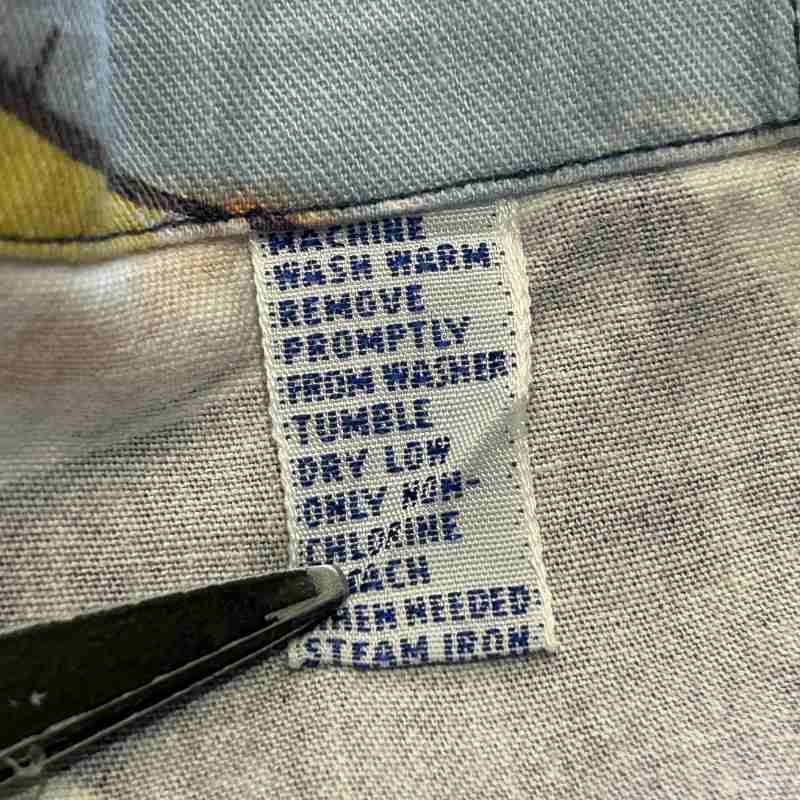 MACHINE
WASH WARM
REMOVE
PROMPTLY
FROM WASHER
TUMBLE
DRY LOW
ONLY NON-
CHLORINE
WHEN NEEDED
STEAM IRON